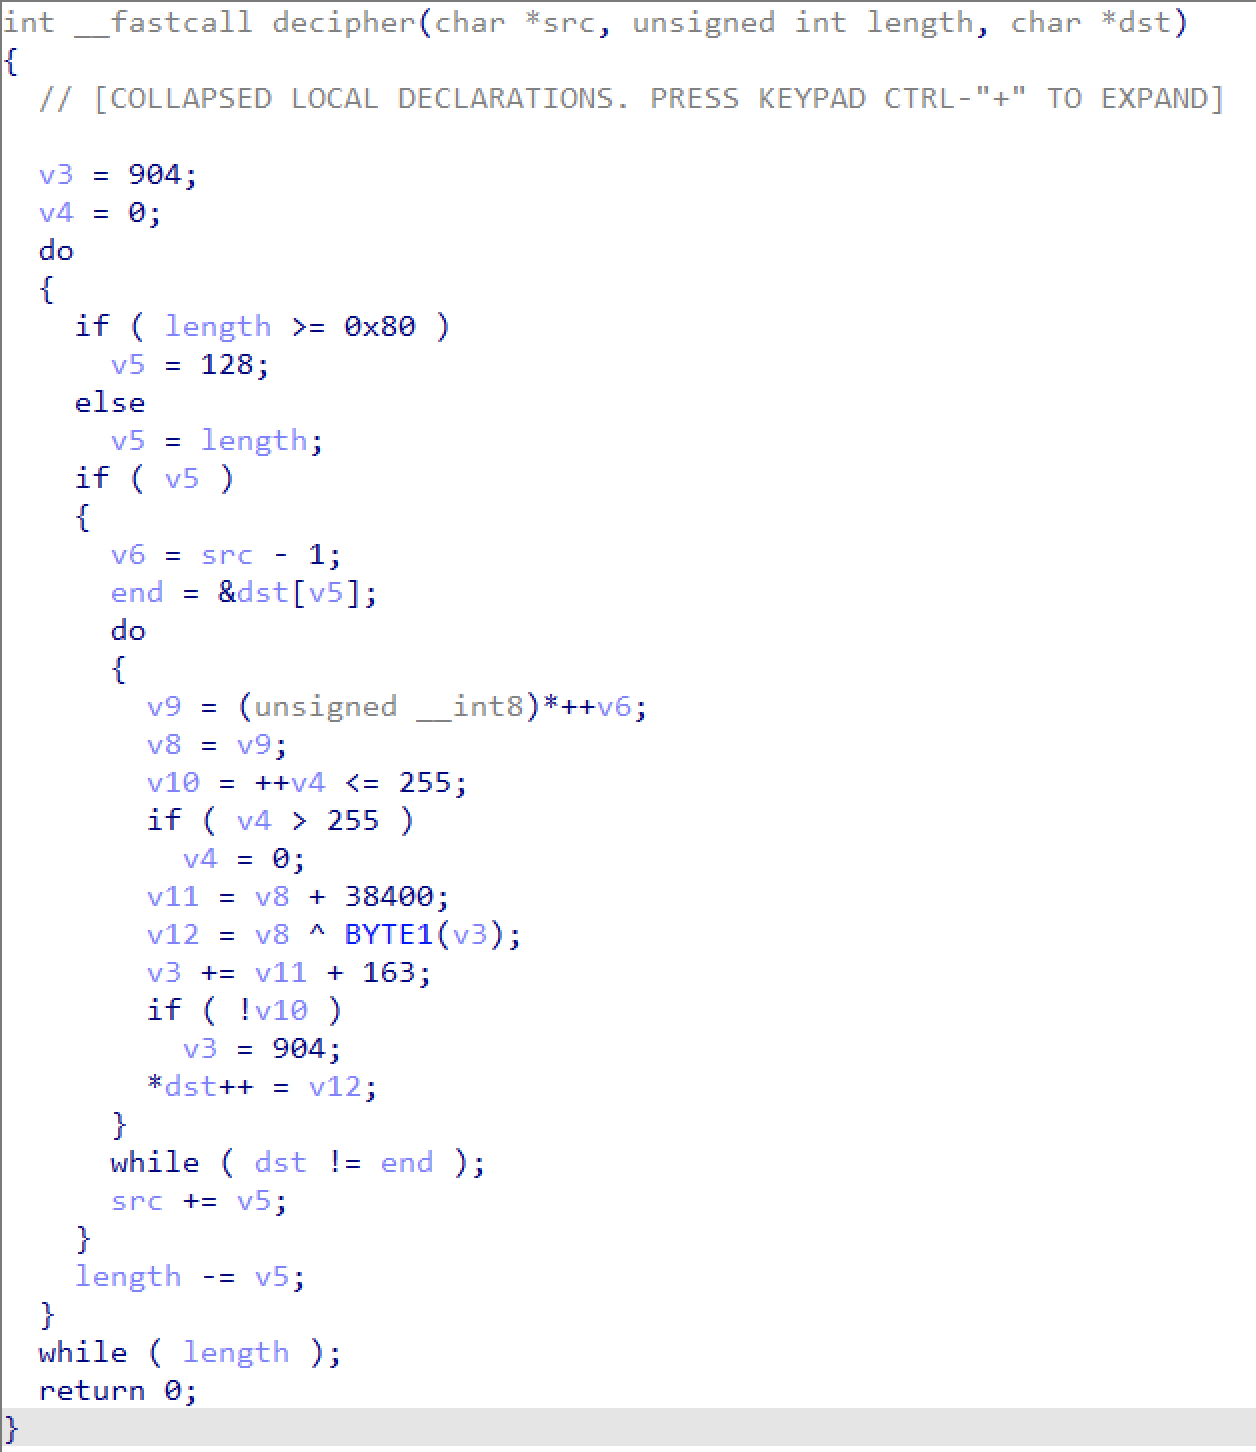 int __fastcall decipher(char *src, unsigned int length, char *dst)
{
  // [COLLAPSED LOCAL DECLARATIONS. PRESS KEYPAD CTRL-"+" TO EXPAND]

  v3 = 904;
  v4 = 0;
  do
  {
    if ( length >= 0x80 )
      v5 = 128;
    else
      v5 = length;
    if ( v5 )
    {
      v6 = src - 1;
      end = &dst[v5];
      do
      {
        v9 = (unsigned __int8)*++v6;
        v8 = v9;
        v10 = ++v4 <= 255;
        if ( v4 > 255 )
          v4 = 0;
        v11 = v8 + 38400;
        v12 = v8 ^ BYTE1(v3);
        v3 += v11 + 163;
        if ( !v10 )
          v3 = 904;
        *dst++ = v12;
      }
      while ( dst != end );
      src += v5;
    }
    length -= v5;
  }
  while ( length );
  return 0;
}